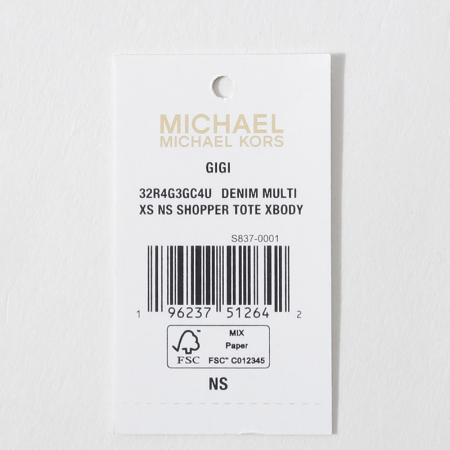 MICHAEL
MICHAEL KORS
GIGI
32R4G3GC4U DENIM MULTI
XS NS SHOPPER TOTE XBODY
S837-0001
1 96237 51264 2
MIX
Paper
FSC™ C012345
FSC
NS